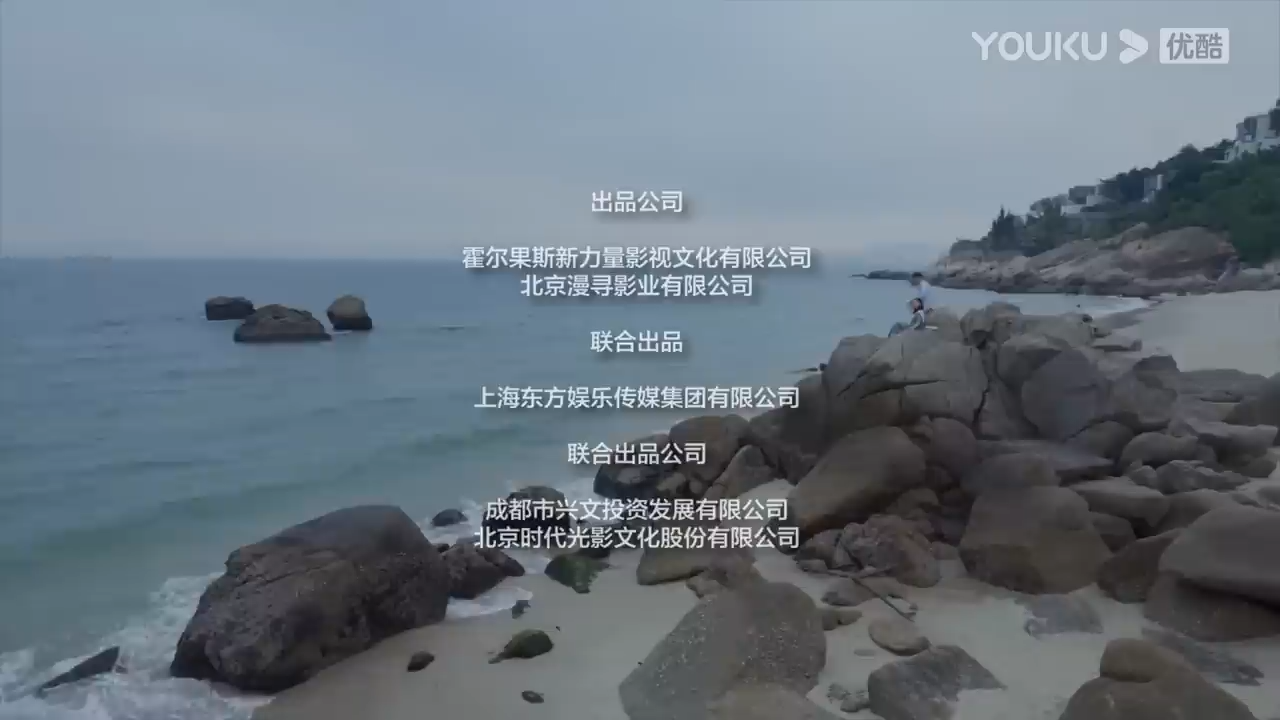 YOUKU 优酷
出品公司
霍尔果斯新力量影视文化有限公司
北京漫寻影业有限公司
联合出品
上海东方娱乐传媒集团有限公司
联合出品公司
成都市兴文投资发展有限公司
北京时代光影文化股份有限公司